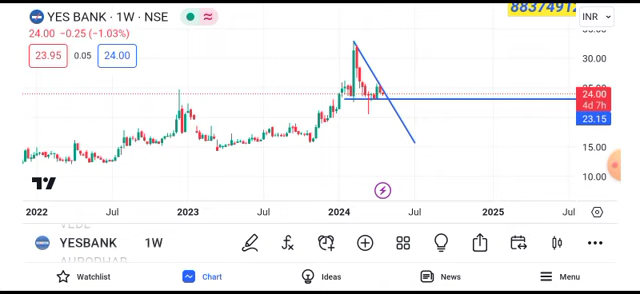 YES BANK · 1W · NSE
INR
24.00 −0.25 (−1.03%)
23.95 0.05 24.00
30.00
24.00
4d 7h
23.15
15.00
10.00
2022 Jul 2023 Jul 2024 Jul 2025 Jul
YESBANK 1W
Watchlist Chart Ideas News Menu